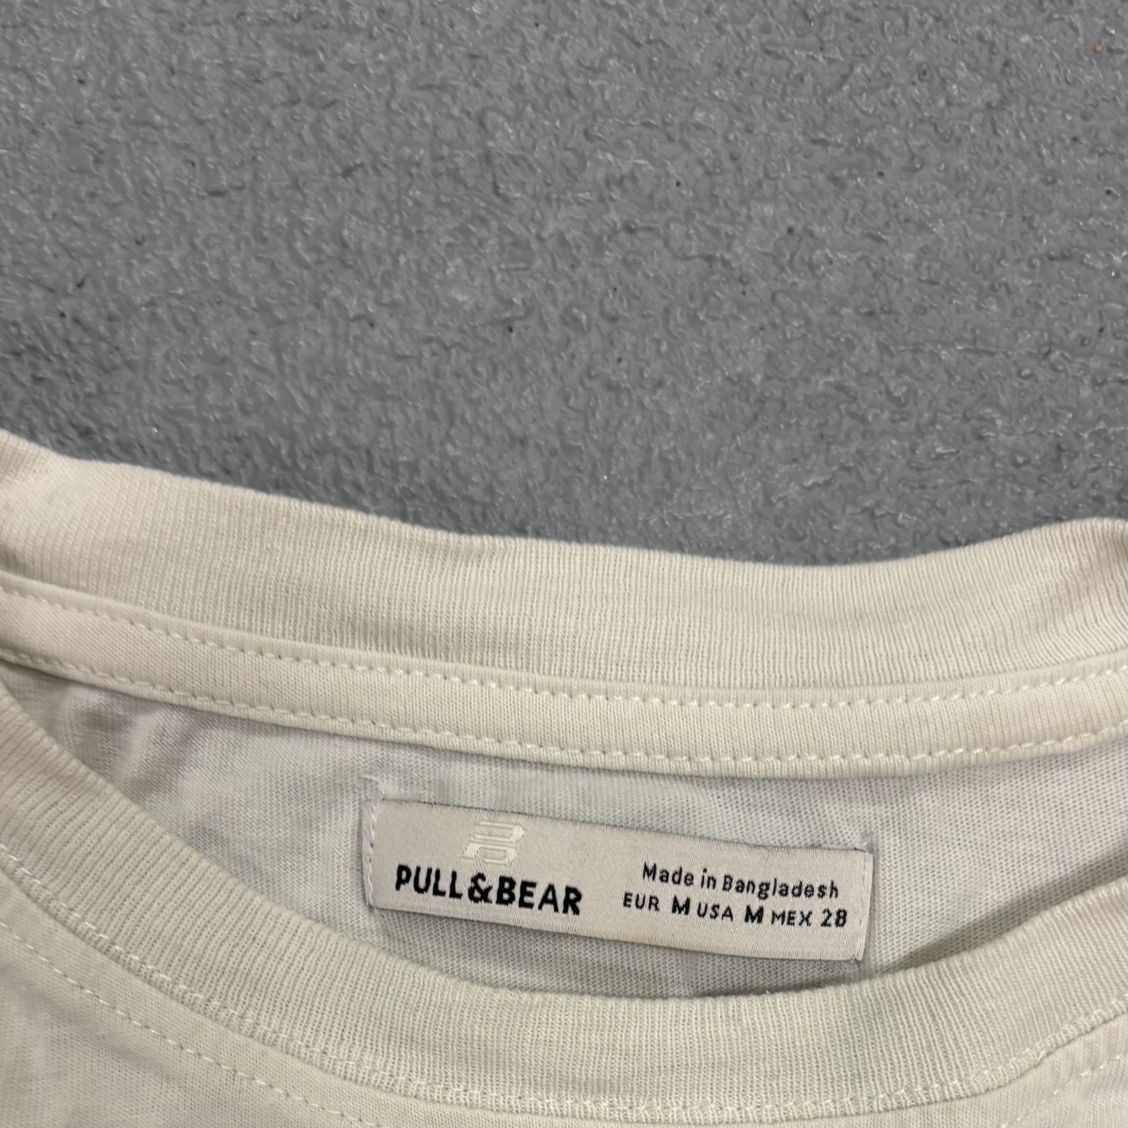 PULL&BEAR
Made in Bangladesh
EUR M USA M MEX 28